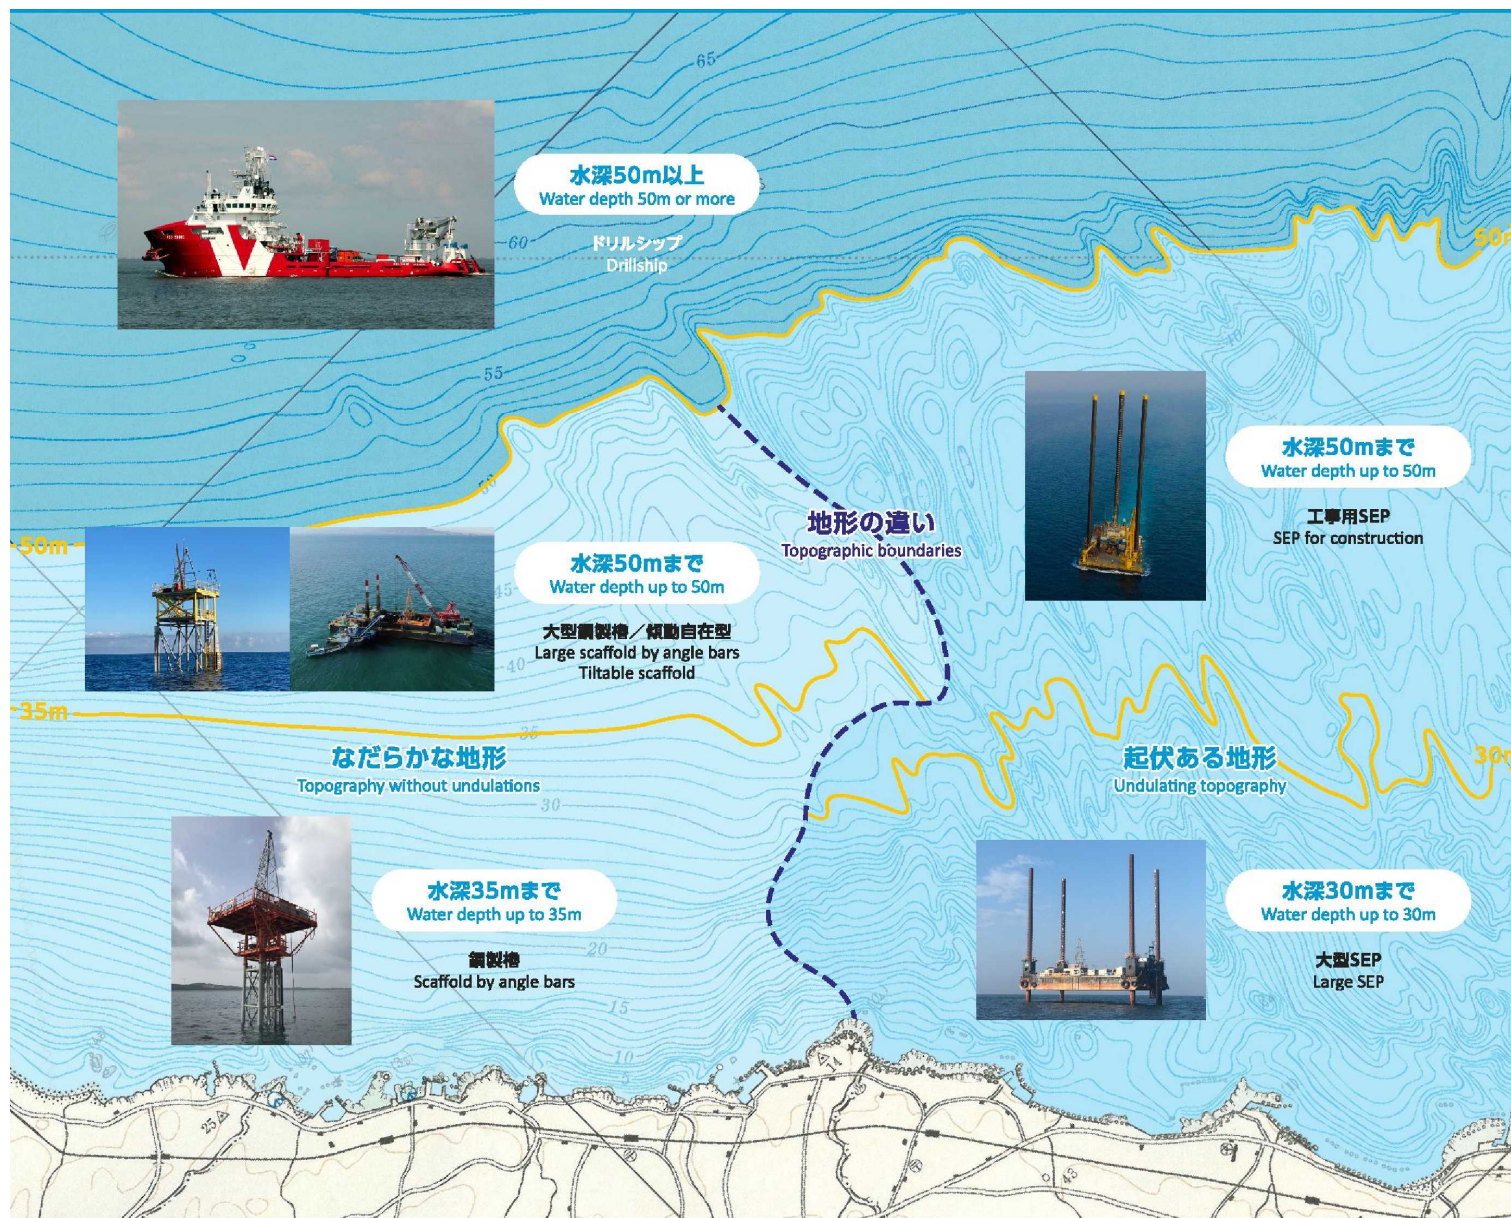 65
水深50m以上
Water depth 50m or more
60
ドリルシップ
Drillship
50m
55
水深50mまで
Water depth up to 50m
工事用SEP
SEP for construction
地形の違い
Topographic boundaries
50m
水深50mまで
Water depth up to 50m
45
大型鋼製櫓/傾動自在型
Large scaffold by angle bars
Tiltable scaffold
40
35m
35
なだらかな地形
Topography without undulations
起伏ある地形
Undulating topography
30m
30
水深35mまで
Water depth up to 35m
鋼製櫓
Scaffold by angle bars
水深30mまで
Water depth up to 30m
大型SEP
Large SEP
20
15
10
5
14
25
43